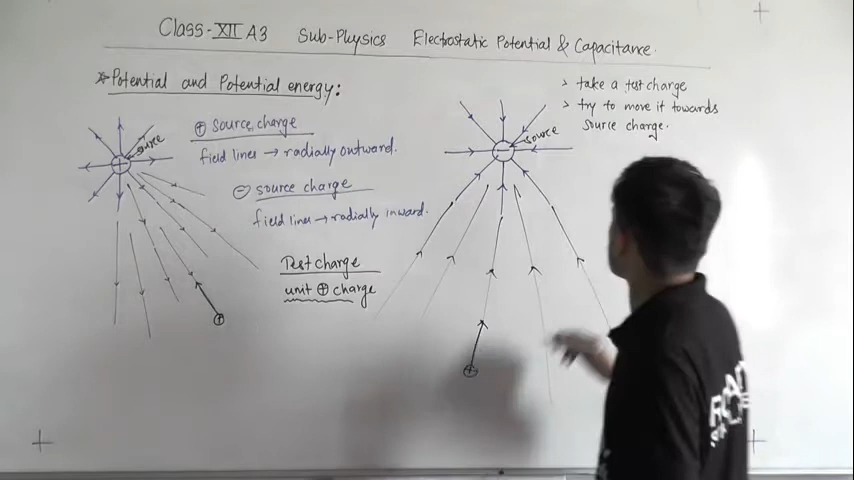 Class-XII A3 Sub-Physics Electrostatic Potential & Capacitance.
* Potential and Potential energy:
source
⊕ source charge
field lines → radially outward.
⊖ source charge
field lines → radially inward.
Test charge
unit ⊕ charge
source
> take a test charge
> try to move it towards
source charge.